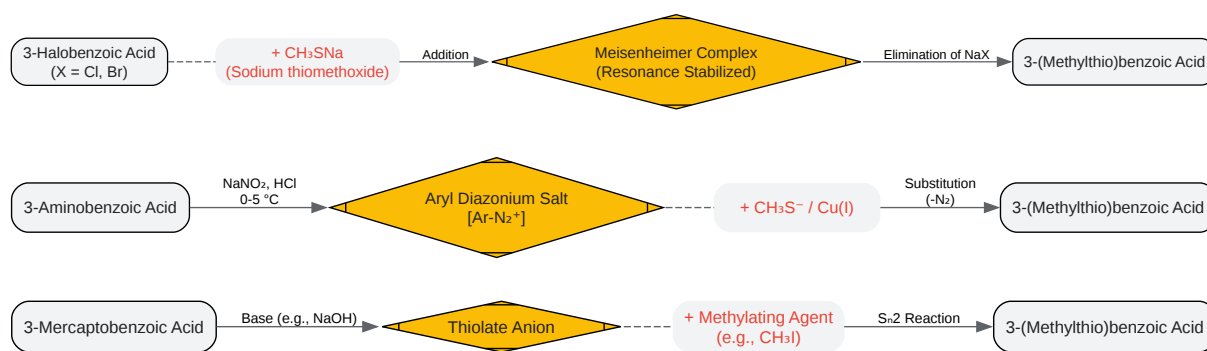 3-Halobenzoic Acid
(X = Cl, Br)
+ CH₃SNa
(Sodium thiomethoxide)
Addition
Meisenheimer Complex
(Resonance Stabilized)
Elimination of NaX
3-(Methylthio)benzoic Acid
3-Aminobenzoic Acid
NaNO₂, HCl
0-5 °C
Aryl Diazonium Salt
[Ar-N₂⁺]
+ CH₃S⁻ / Cu(I)
Substitution
(-N₂)
3-(Methylthio)benzoic Acid
3-Mercaptobenzoic Acid
Base (e.g., NaOH)
Thiolate Anion
+ Methylating Agent
(e.g., CH₃I)
Sₙ2 Reaction
3-(Methylthio)benzoic Acid